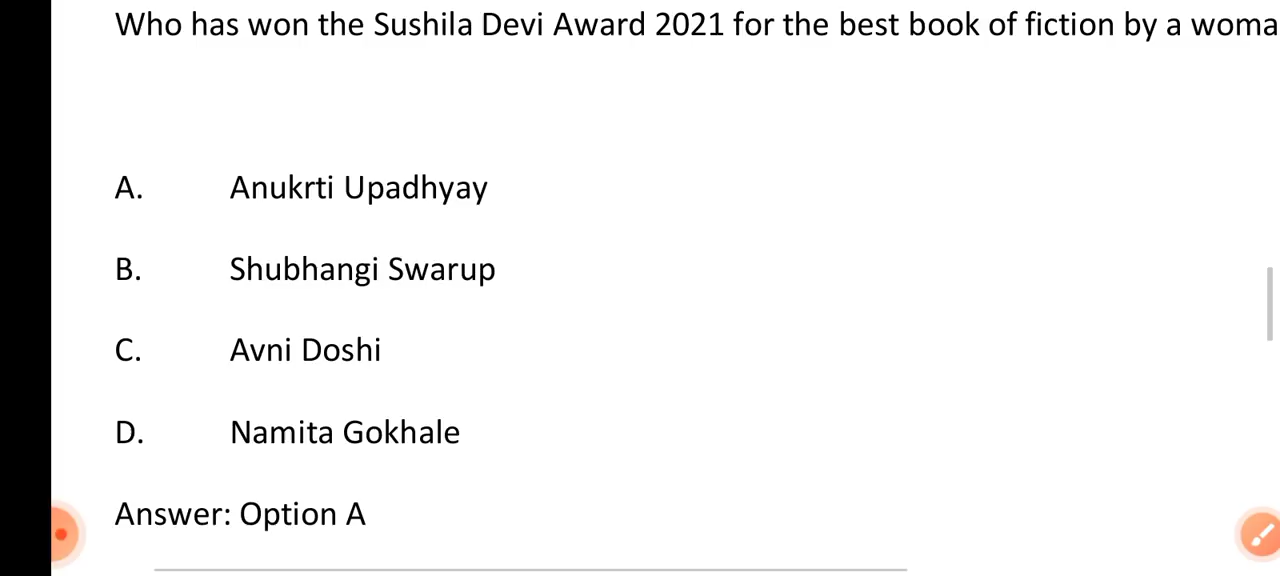 Who has won the Sushila Devi Award 2021 for the best book of fiction by a woma
A. Anukrti Upadhyay
B. Shubhangi Swarup
C. Avni Doshi
D. Namita Gokhale
Answer: Option A